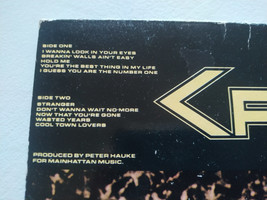 SIDE ONE
I WANNA LOOK IN YOUR EYES
BREAKIN' WALLS AIN'T EASY
HOLD ME
YOU'RE THE BEST THING IN MY LIFE
I GUESS YOU ARE THE NUMBER ONE
SIDE TWO
STRANGER
DON'T WANNA WAIT NO MORE
NOW THAT YOU'RE GONE
WASTED YEARS
COOL TOWN LOVERS
PRODUCED BY PETER HAUKE
FOR MAINHATTAN MUSIC.